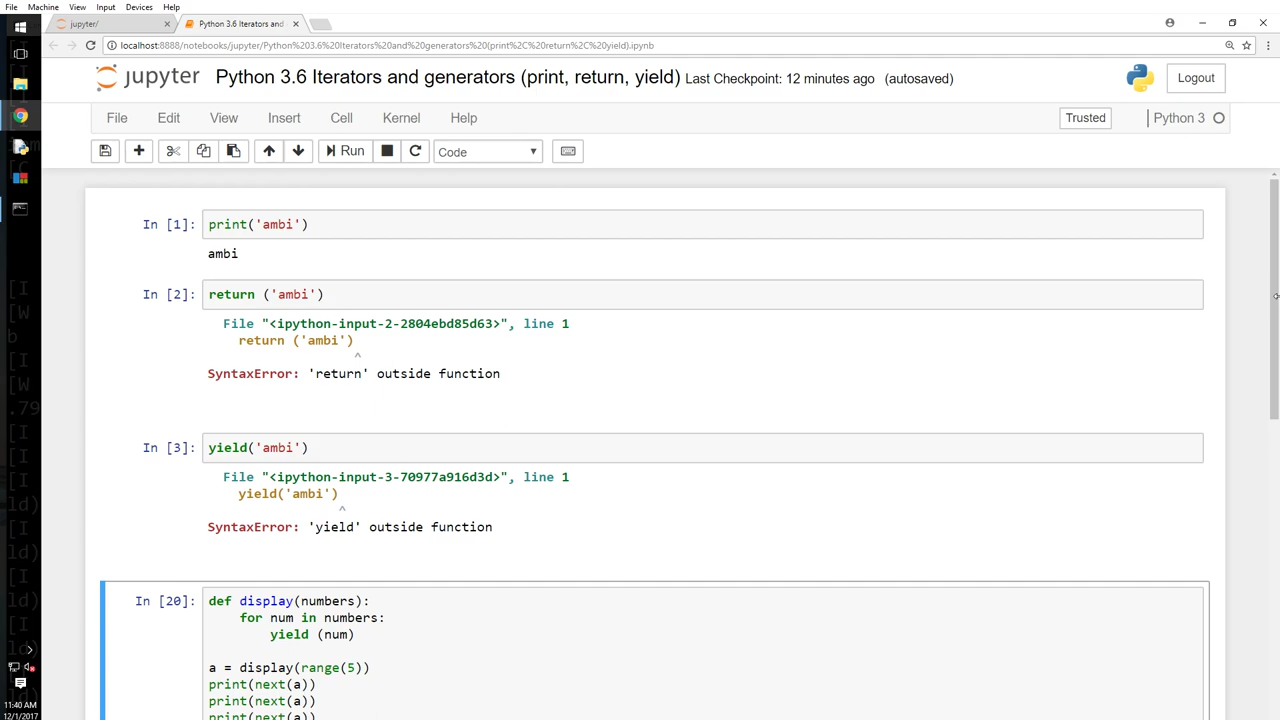 File Machine View Input Devices Help
jupyter/
Python 3.6 Iterators and
localhost:8888/notebooks/jupyter/Python%203.6%20Iterators%20and%20generators%20(print%2C%20return%2C%20yield).ipynb
jupyter Python 3.6 Iterators and generators (print, return, yield) Last Checkpoint: 12 minutes ago (autosaved)
Logout
File Edit View Insert Cell Kernel Help
Trusted
Python 3
Run
Code
In [1]: print('ambi')
ambi
In [2]: return ('ambi')
File "<ipython-input-2-2804ebd85d63>", line 1
return ('ambi')
^
SyntaxError: 'return' outside function
In [3]: yield('ambi')
File "<ipython-input-3-70977a916d3d>", line 1
yield('ambi')
^
SyntaxError: 'yield' outside function
In [20]: def display(numbers):
for num in numbers:
yield (num)
a = display(range(5))
print(next(a))
print(next(a))
print(next(a))
11:40 AM
12/1/2017